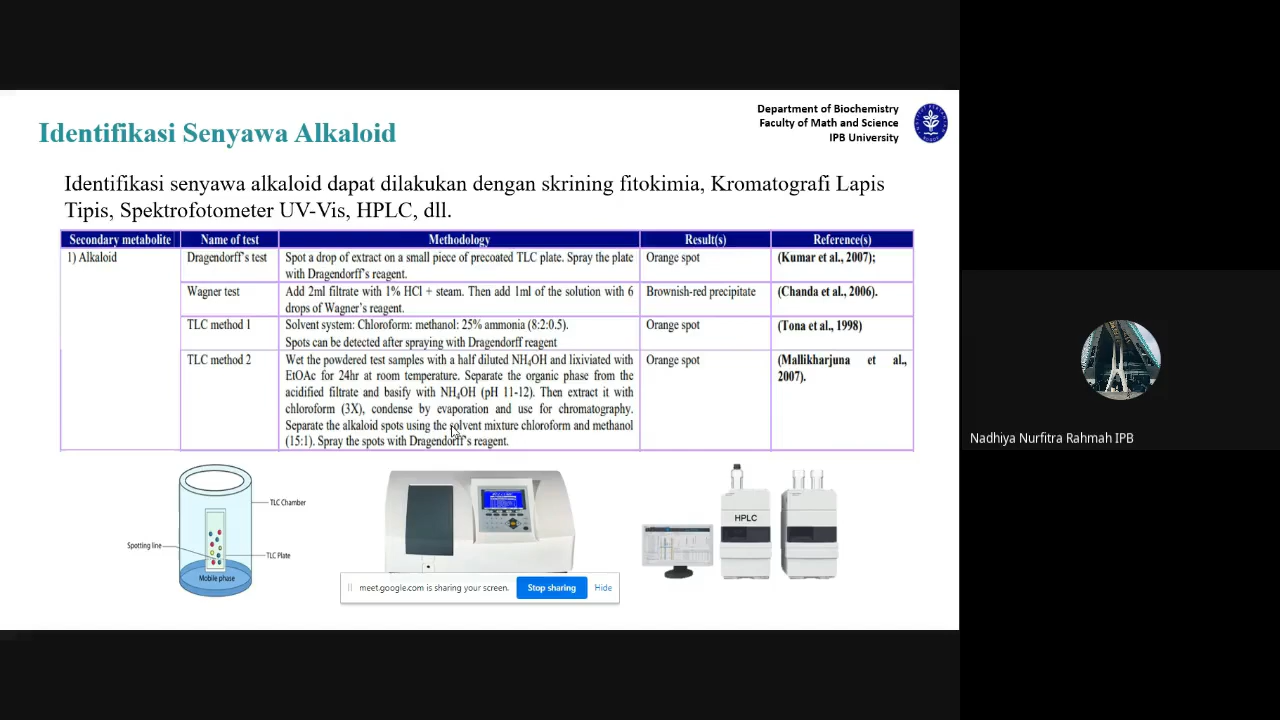 Department of Biochemistry
Faculty of Math and Science
IPB University
Identifikasi Senyawa Alkaloid
Identifikasi senyawa alkaloid dapat dilakukan dengan skrining fitokimia, Kromatografi Lapis
Tipis, Spektrofotometer UV-Vis, HPLC, dll.
Secondary metabolite Name of test Methodology Result(s) Reference(s)
1) Alkaloid Dragendorff's test Spot a drop of extract on a small piece of precoated TLC plate. Spray the plate Orange spot (Kumar et al., 2007);
with Dragendorff's reagent.
Wagner test Add 2ml filtrate with 1% HCl + steam. Then add 1ml of the solution with 6 Brownish-red precipitate (Chanda et al., 2006).
drops of Wagner's reagent.
TLC method 1 Solvent system: Chloroform: methanol: 25% ammonia (8:2:0.5). Orange spot (Tona et al., 1998)
Spots can be detected after spraying with Dragendorff reagent
TLC method 2 Wet the powdered test samples with a half diluted NH₄OH and lixiviated with Orange spot (Mallikharjuna et al.,
EtOAc for 24hr at room temperature. Separate the organic phase from the 2007).
acidified filtrate and basify with NH₄OH (pH 11-12). Then extract it with
chloroform (3X), condense by evaporation and use for chromatography.
Separate the alkaloid spots using the solvent mixture chloroform and methanol
(15:1). Spray the spots with Dragendorff's reagent.
TLC Chamber
Spotting line
TLC Plate
Mobile phase
HPLC
meet.google.com is sharing your screen. Stop sharing Hide
Nadhiya Nurfitra Rahmah IPB